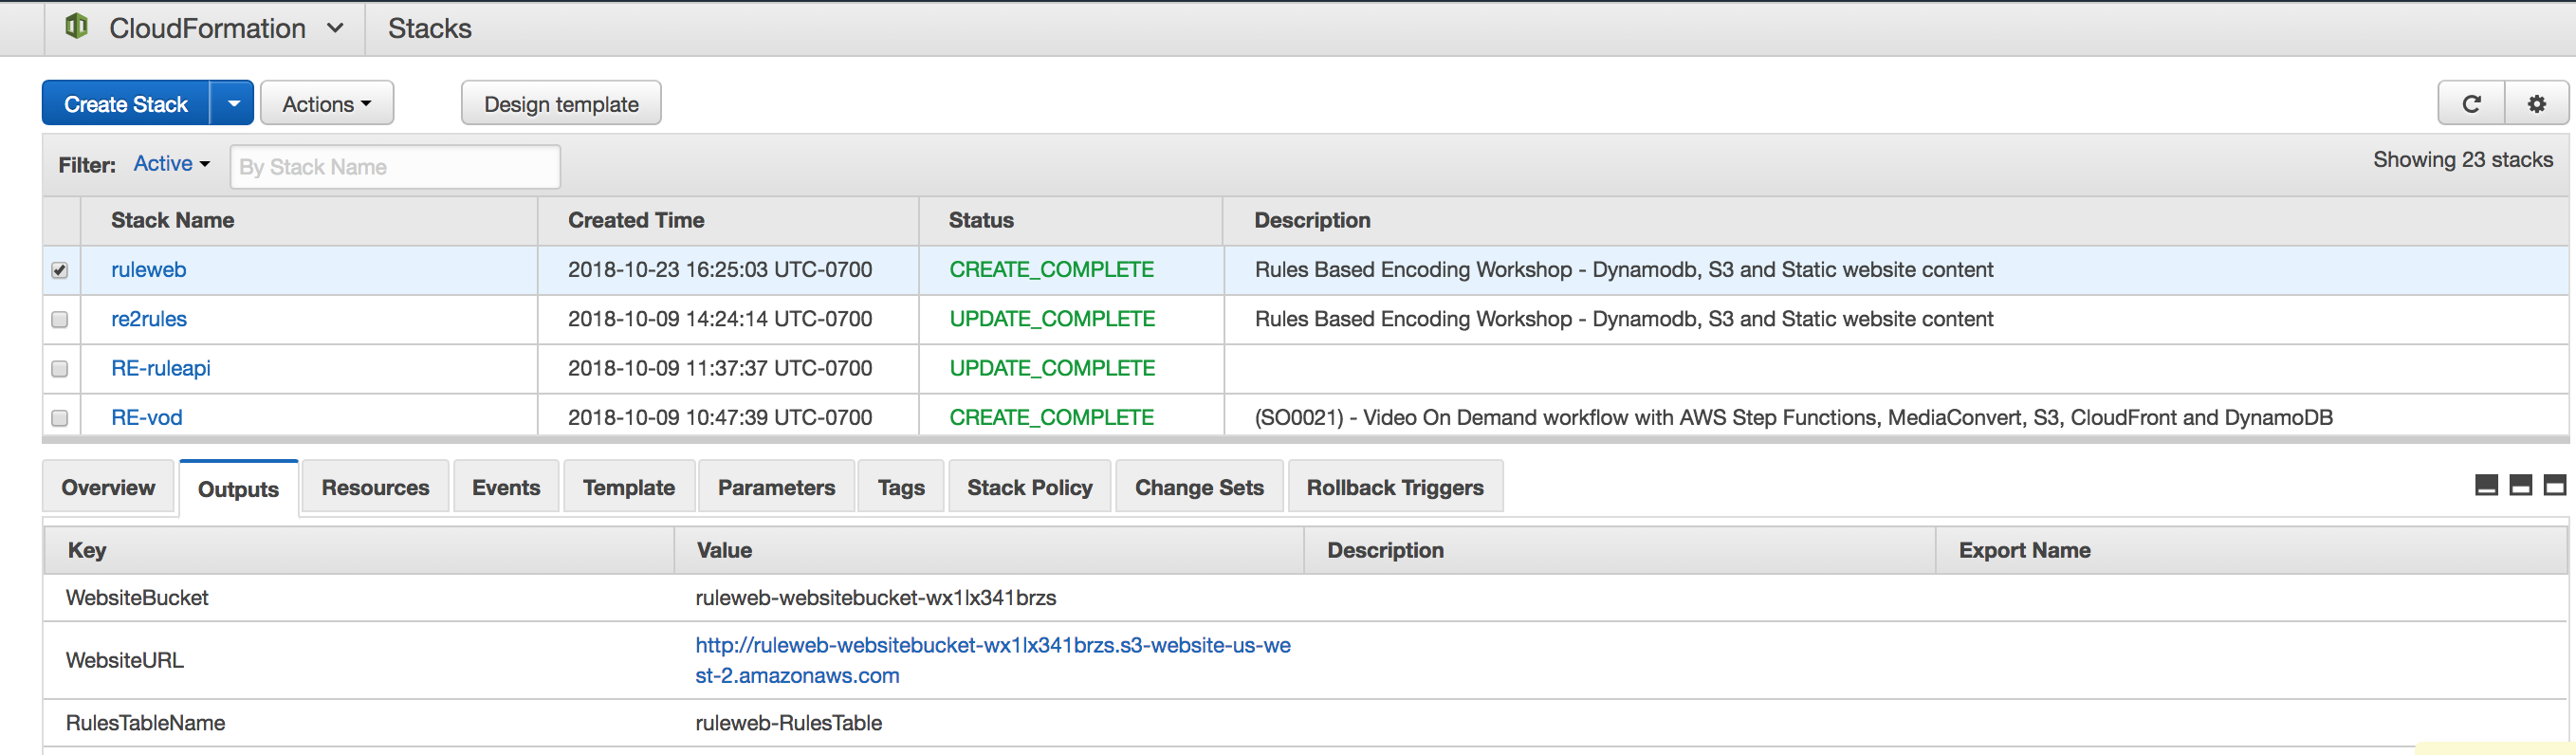 CloudFormation Stacks
Create Stack Actions Design template
Filter: Active By Stack Name Showing 23 stacks
Stack Name Created Time Status Description
ruleweb 2018-10-23 16:25:03 UTC-0700 CREATE_COMPLETE Rules Based Encoding Workshop - Dynamodb, S3 and Static website content
re2rules 2018-10-09 14:24:14 UTC-0700 UPDATE_COMPLETE Rules Based Encoding Workshop - Dynamodb, S3 and Static website content
RE-ruleapi 2018-10-09 11:37:37 UTC-0700 UPDATE_COMPLETE
RE-vod 2018-10-09 10:47:39 UTC-0700 CREATE_COMPLETE (SO0021) - Video On Demand workflow with AWS Step Functions, MediaConvert, S3, CloudFront and DynamoDB
Overview Outputs Resources Events Template Parameters Tags Stack Policy Change Sets Rollback Triggers
Key Value Description Export Name
WebsiteBucket ruleweb-websitebucket-wx1lx341brzs
WebsiteURL http://ruleweb-websitebucket-wx1lx341brzs.s3-website-us-we
st-2.amazonaws.com
RulesTableName ruleweb-RulesTable